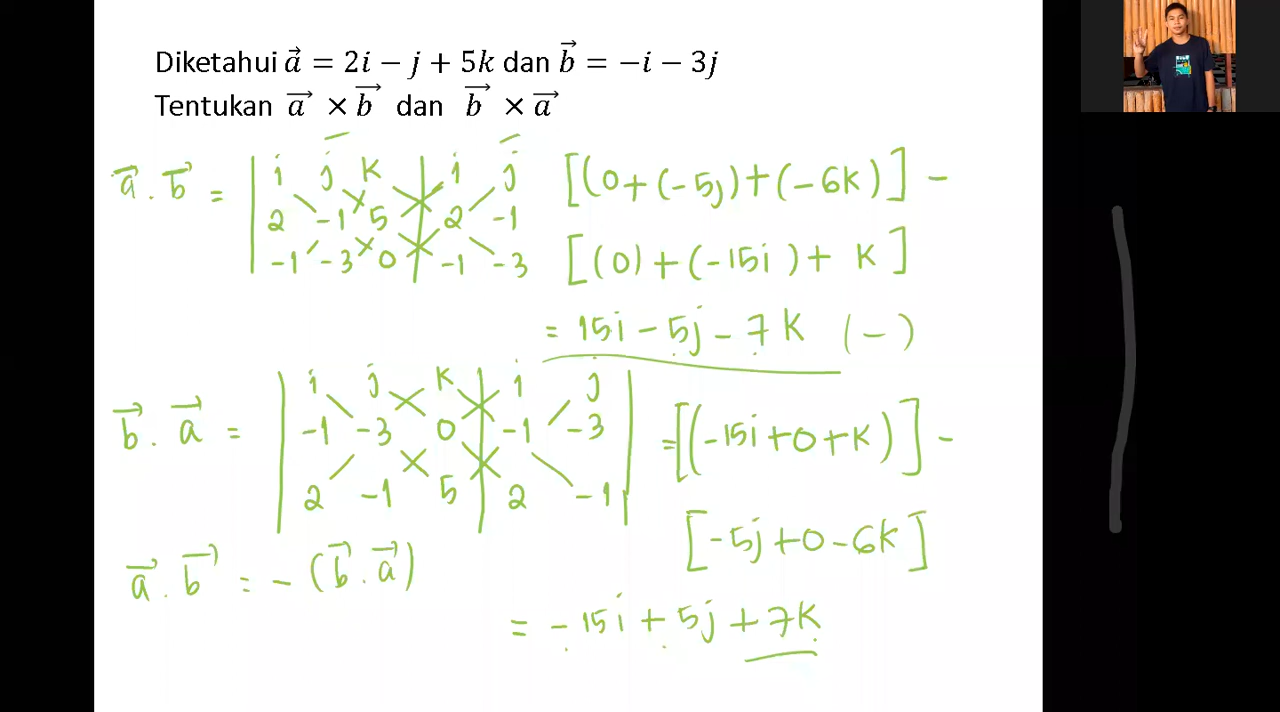 Diketahui a⃗ = 2i − j + 5k dan b⃗ = −i − 3j
Tentukan a⃗ × b⃗ dan b⃗ × a⃗
a⃗ . b⃗ = | i j k | i j
2 -1 5 | 2 -1
-1 -3 0 | -1 -3
[(0+(-5j)+(-6k)] -
[(0)+(-15i)+ k]
= 15i - 5j - 7k (-)
b⃗ . a⃗ = | i j k | i j |
-1 -3 0 | -1 -3
2 -1 5 | 2 -1
=[(-15i+0+k)] -
[-5j+0-6k]
a⃗ . b⃗ = - (b⃗ . a⃗)
= -15i + 5j + 7k